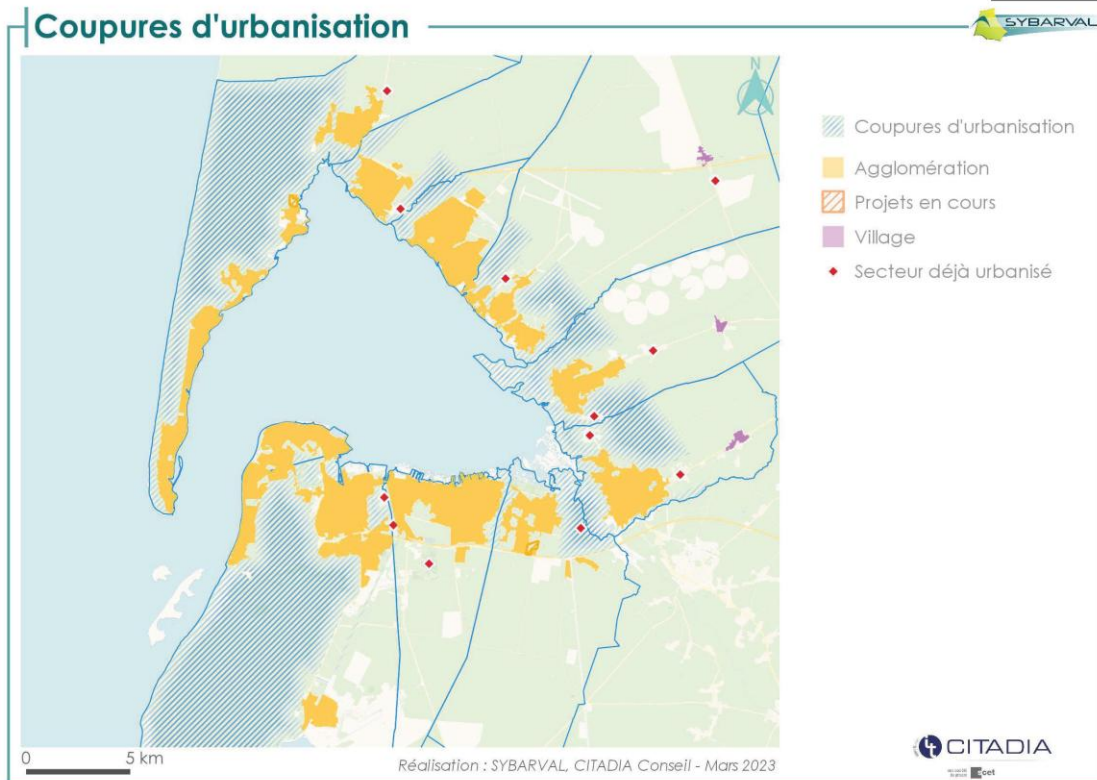 Coupures d'urbanisation
SYBARVAL
N
Coupures d'urbanisation
Agglomération
Projets en cours
Village
Secteur déjà urbanisé
0 5 km
Réalisation : SYBARVAL, CITADIA Conseil - Mars 2023
CITADIA
cet